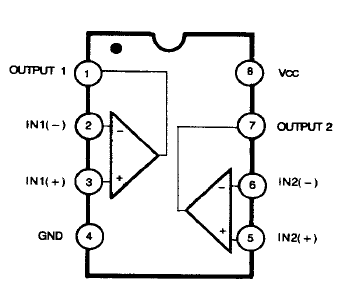 OUTPUT 1 1 8 Vcc
IN1(-) 2 - 7 OUTPUT 2
IN1(+) 3 + - 6 IN2(-)
GND 4 + 5 IN2(+)